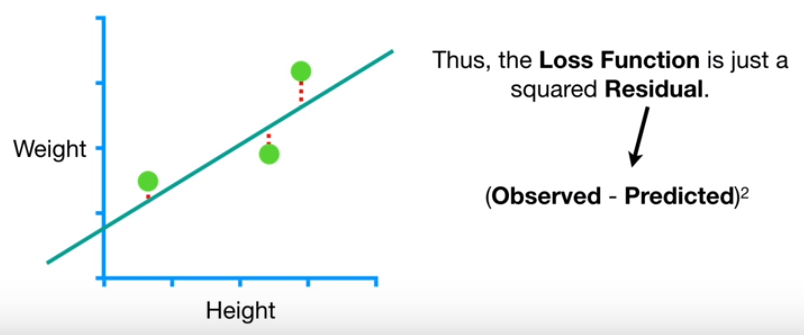 Thus, the Loss Function is just a
squared Residual.
Weight
(Observed - Predicted)²
Height